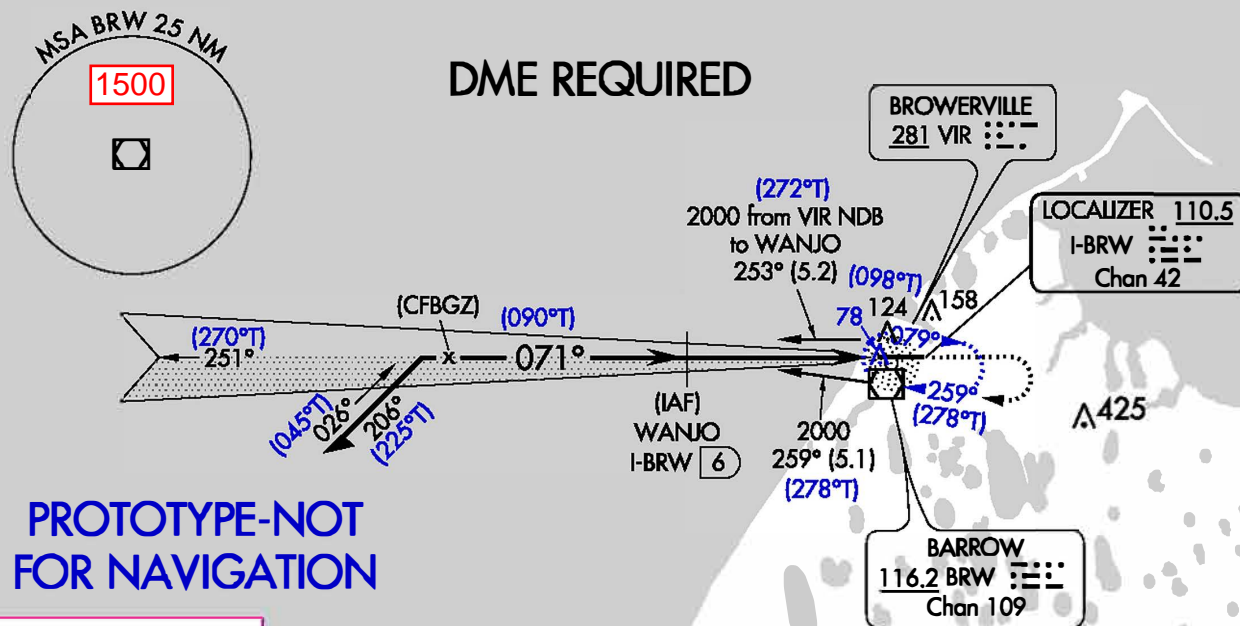 MSA BRW 25 NM
1500
DME REQUIRED
BROWERVILLE
281 VIR
LOCALIZER 110.5
I-BRW
Chan 42
(272°T)
2000 from VIR NDB
to WANJO
253° (5.2)
(098°T)
124
158
78
079°
(CFBGZ)
(090°T)
(270°T)
251°
x
071°
(045°T)
026°
206°
(225°T)
(IAF)
WANJO
I-BRW 6
2000
259° (5.1)
(278°T)
259°
(278°T)
425
PROTOTYPE-NOT
FOR NAVIGATION
BARROW
116.2 BRW
Chan 109